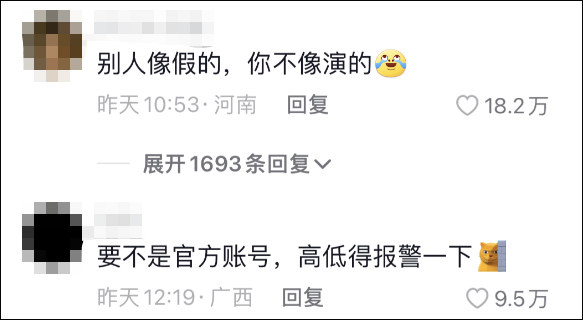 别人像假的，你不像演的
昨天 10:53 · 河南 回复 18.2万
展开1693条回复
要不是官方账号，高低得报警一下
昨天 12:19 · 广西 回复 9.5万